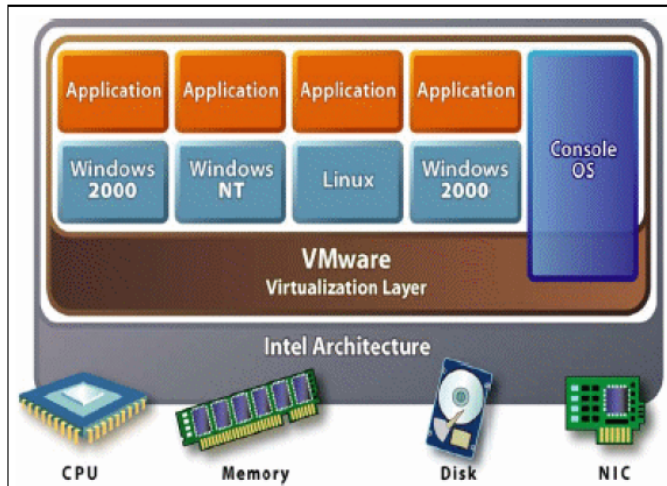 Application Application Application Application
Console
OS
Windows
2000
Windows
NT
Linux
Windows
2000
VMware
Virtualization Layer
Intel Architecture
CPU Memory Disk NIC